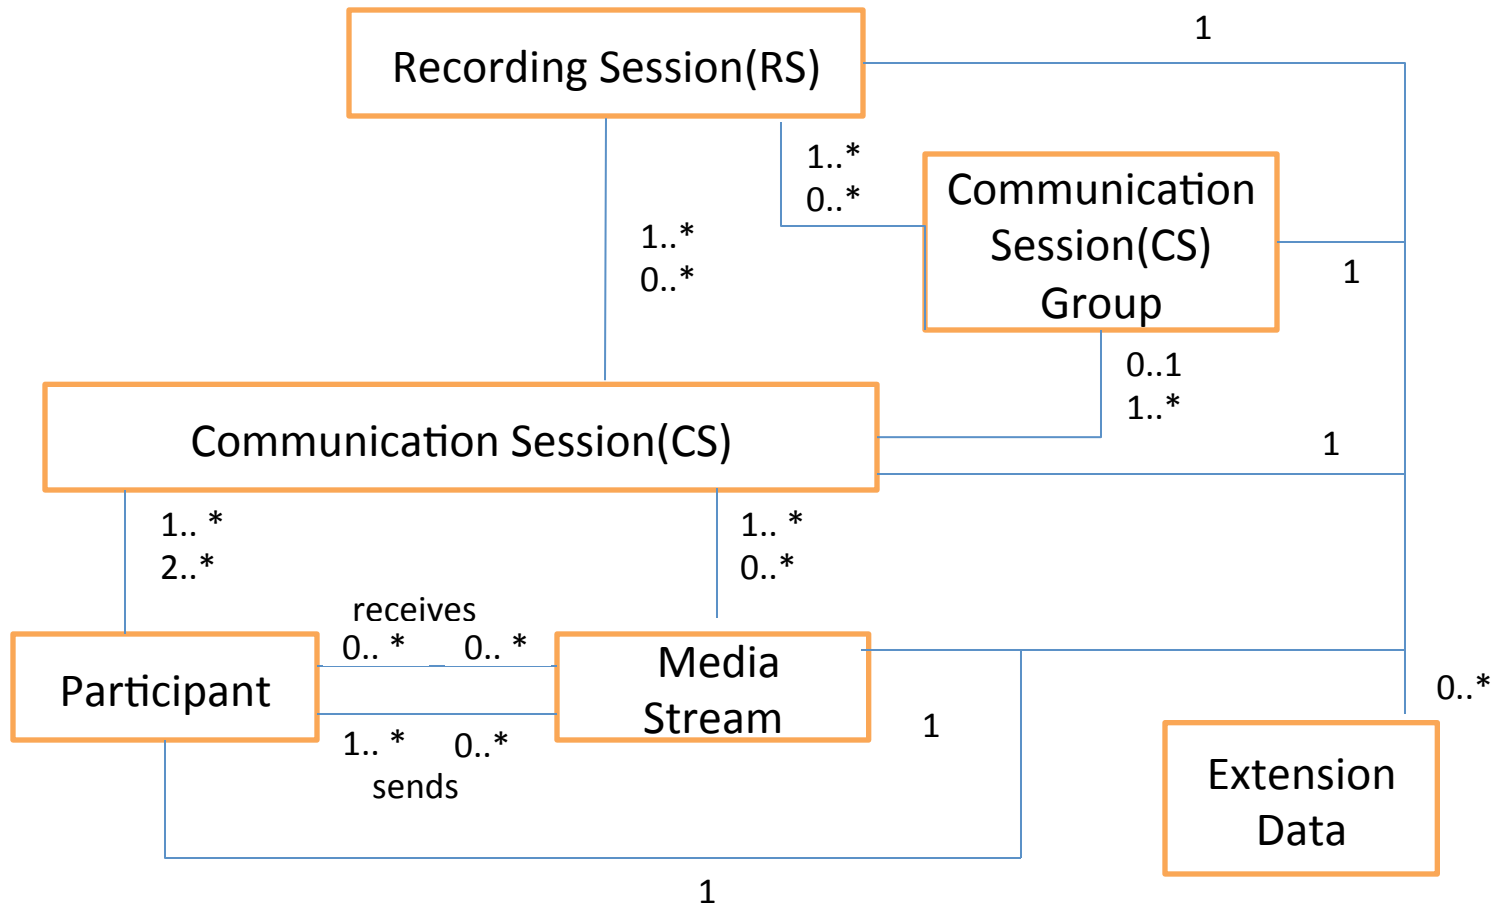 1
Recording Session(RS)
1..*
0..*
Communication
Session(CS)
Group
1..*
0..*
1
0..1
1..*
Communication Session(CS)
1
1.. *
2..*
1.. *
0..*
receives
0.. * _ 0.. *
Participant
Media
Stream
0..*
1.. * 0..*
1
sends
Extension
Data
1